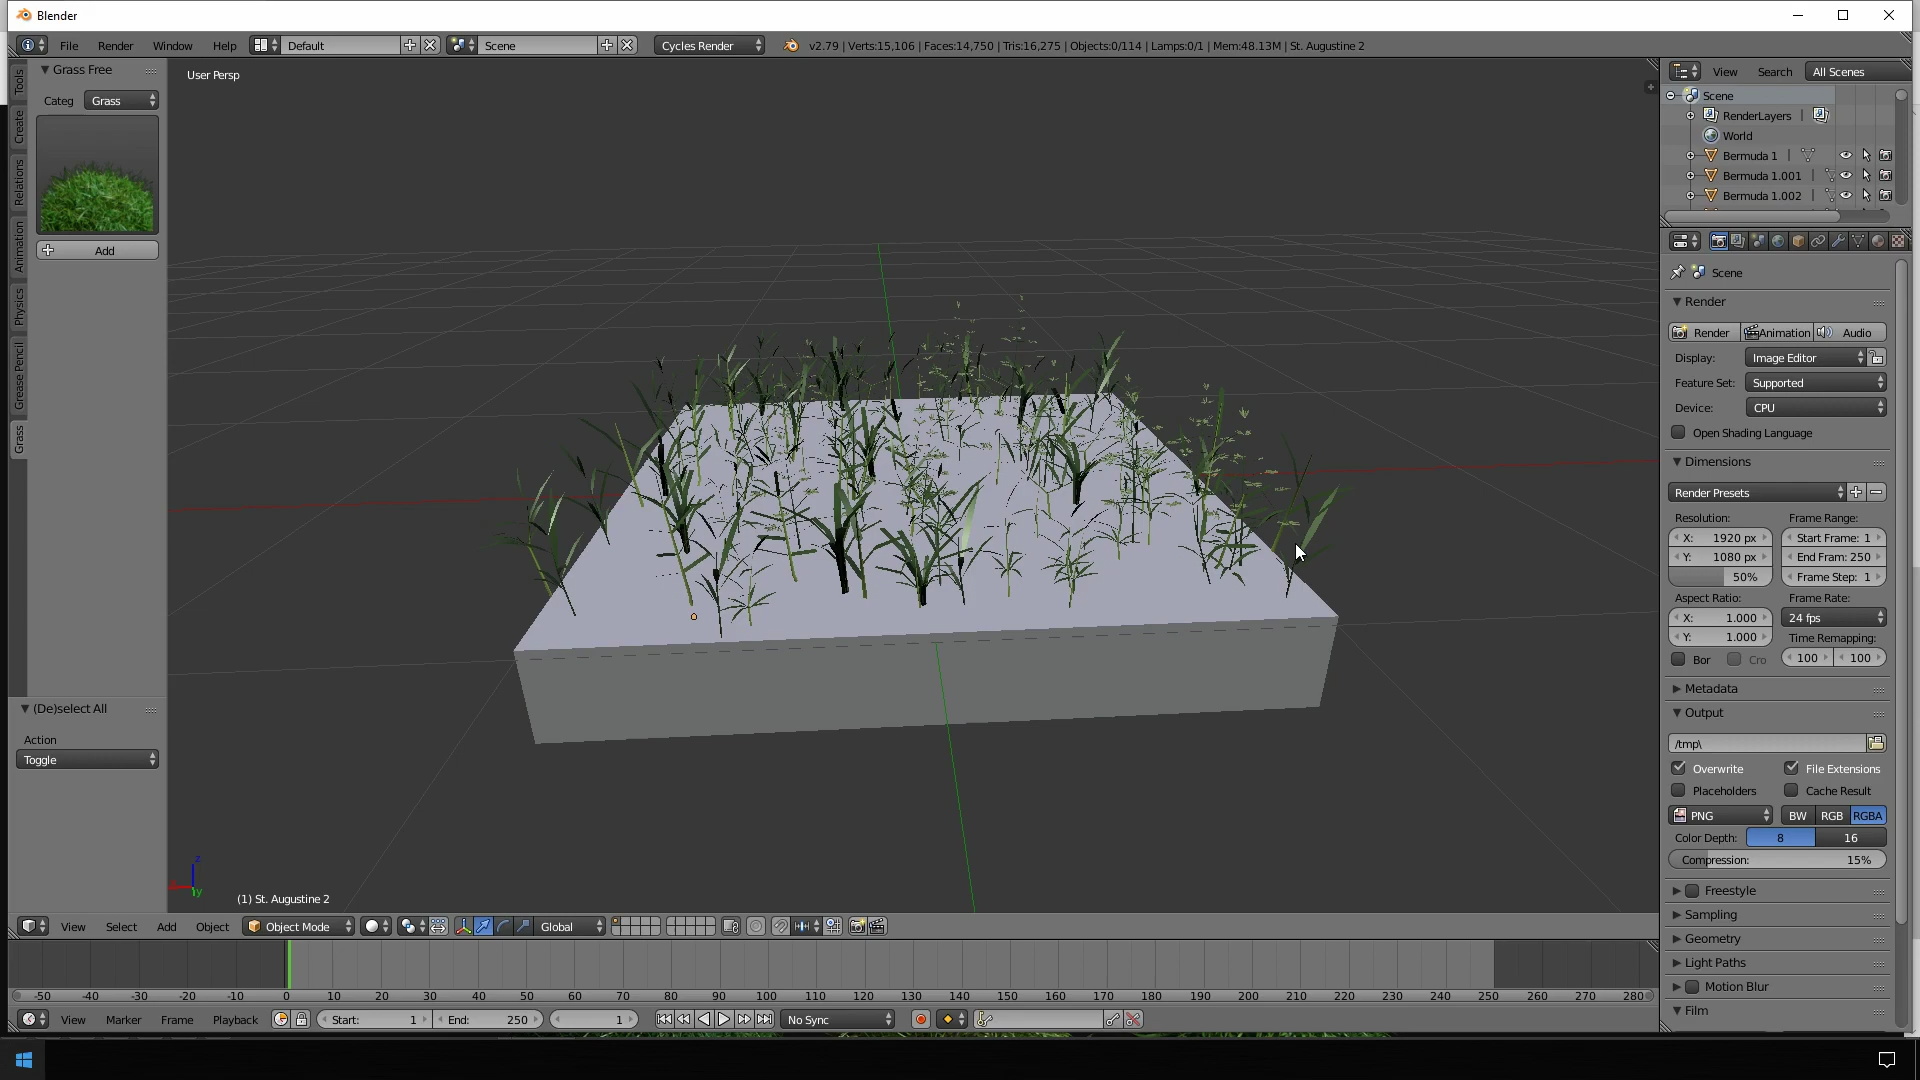 Blender
File Render Window Help Default Scene Cycles Render v2.79 | Verts:15,106 | Faces:14,750 | Tris:16,275 | Objects:0/114 | Lamps:0/1 | Mem:48.13M | St. Augustine 2
Tools
Create
Relations
Animation
Physics
Grease Pencil
Grass
Grass Free
Categ Grass
Add
(De)select All
Action
Toggle
User Persp
z
y
(1) St. Augustine 2
View Search All Scenes
Scene
RenderLayers |
World
Bermuda 1 |
Bermuda 1.001 |
Bermuda 1.002 |
Scene
Render
Render Animation Audio
Display: Image Editor
Feature Set: Supported
Device: CPU
Open Shading Language
Dimensions
Render Presets
Resolution: Frame Range:
X: 1920 px Start Frame: 1
Y: 1080 px End Fram: 250
50% Frame Step: 1
Aspect Ratio: Frame Rate:
X: 1.000 24 fps
Y: 1.000 Time Remapping:
Bor Cro 100 100
Metadata
Output
/tmp\
Overwrite File Extensions
Placeholders Cache Result
PNG BW RGB RGBA
Color Depth: 8 16
Compression: 15%
Freestyle
Sampling
Geometry
Light Paths
Motion Blur
Film
View Select Add Object Object Mode Global
-50 -40 -30 -20 -10 0 10 20 30 40 50 60 70 80 90 100 110 120 130 140 150 160 170 180 190 200 210 220 230 240 250 260 270 280
View Marker Frame Playback Start: 1 End: 250 1 No Sync